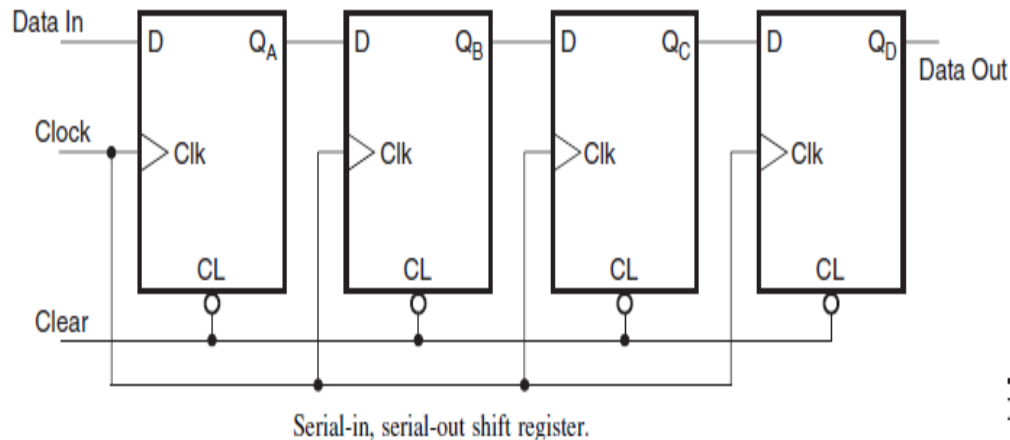 Data In
D QA D QB D QC D QD
Data Out
Clock
Clk Clk Clk Clk
CL CL CL CL
Clear
Serial-in, serial-out shift register.